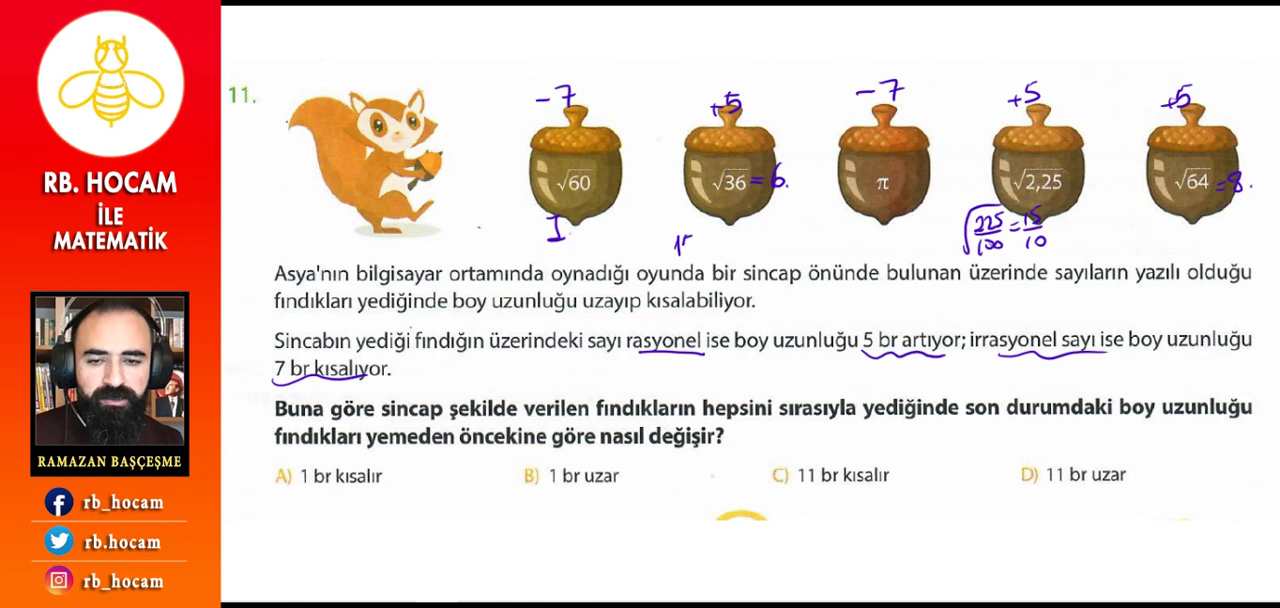 RB. HOCAM
İLE
MATEMATİK
RAMAZAN BAŞÇEŞME
rb_hocam
rb.hocam
rb_hocam
11.
-7 +5 -7 +5 +5
√60 √36 = 6. π √2,25 √64 = 8.
I √225/100 = 15/10
Asya'nın bilgisayar ortamında oynadığı oyunda bir sincap önünde bulunan üzerinde sayıların yazılı olduğu
fındıkları yediğinde boy uzunluğu uzayıp kısalabiliyor.
Sincabın yediği fındığın üzerindeki sayı rasyonel ise boy uzunluğu 5 br artıyor; irrasyonel sayı ise boy uzunluğu
7 br kısalıyor.
Buna göre sincap şekilde verilen fındıkların hepsini sırasıyla yediğinde son durumdaki boy uzunluğu
fındıkları yemeden öncekine göre nasıl değişir?
A) 1 br kısalır B) 1 br uzar C) 11 br kısalır D) 11 br uzar